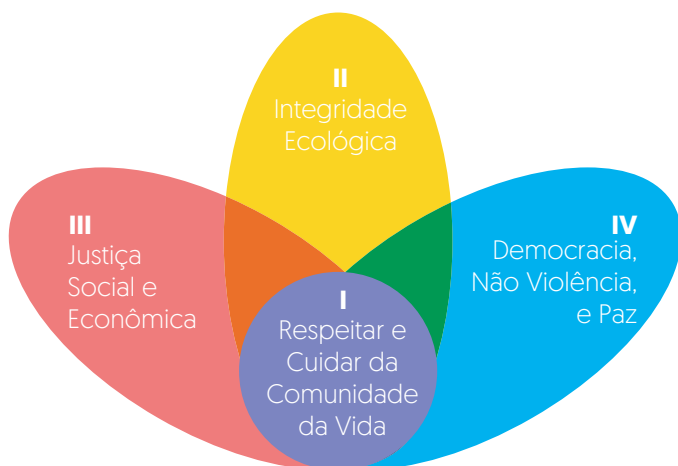 II
Integridade
Ecológica
III
Justiça
Social e
Econômica
IV
Democracia,
Não Violência,
e Paz
I
Respeitar e
Cuidar da
Comunidade
da Vida